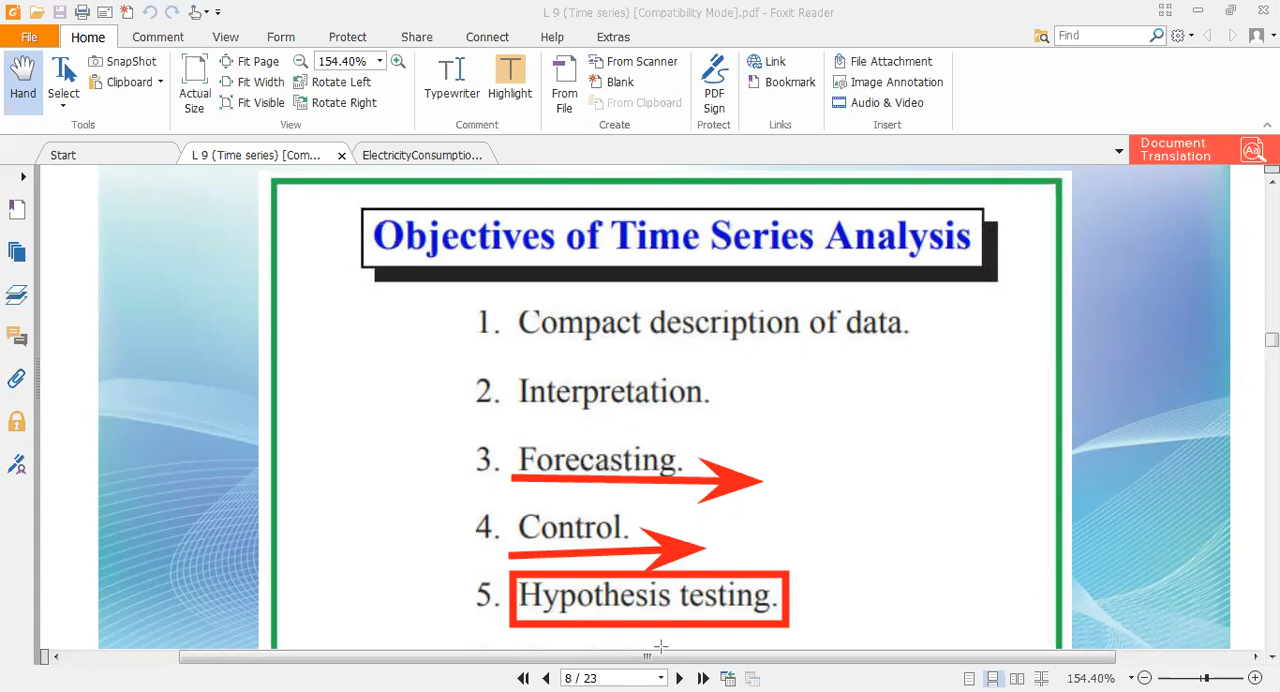 L 9 (Time series) [Compatibility Mode].pdf - Foxit Reader
File Home Comment View Form Protect Share Connect Help Extras Find
Hand
Select
SnapShot
Clipboard
Tools
Actual
Size
Fit Page
Fit Width
Fit Visible
154.40%
Rotate Left
Rotate Right
View
Typewriter
Highlight
Comment
From
File
From Scanner
Blank
From Clipboard
Create
PDF
Sign
Protect
Link
Bookmark
Links
File Attachment
Image Annotation
Audio & Video
Insert
Start
L 9 (Time series) [Com...
ElectricityConsumptio...
Document
Translation
Objectives of Time Series Analysis
1. Compact description of data.
2. Interpretation.
3. Forecasting.
4. Control.
5. Hypothesis testing.
8 / 23
154.40%